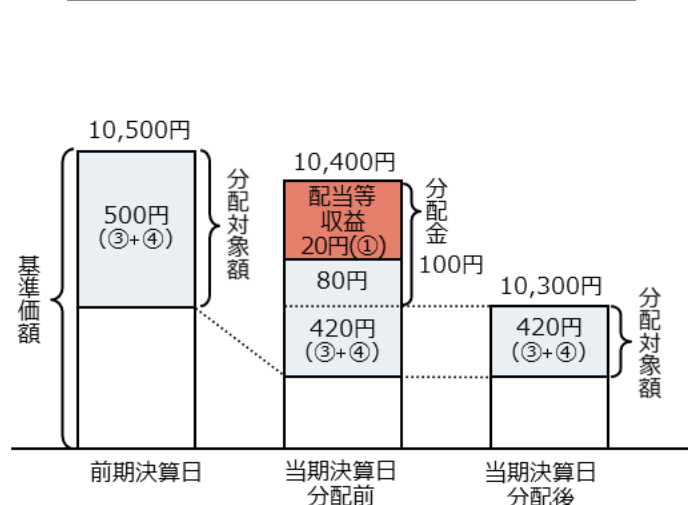 10,500円
500円
(③+④)
分配対象額
基準価額
10,400円
配当等
収益
20円(①)
80円
420円
(③+④)
分配金
100円
10,300円
420円
(③+④)
分配対象額
前期決算日
当期決算日
分配前
当期決算日
分配後